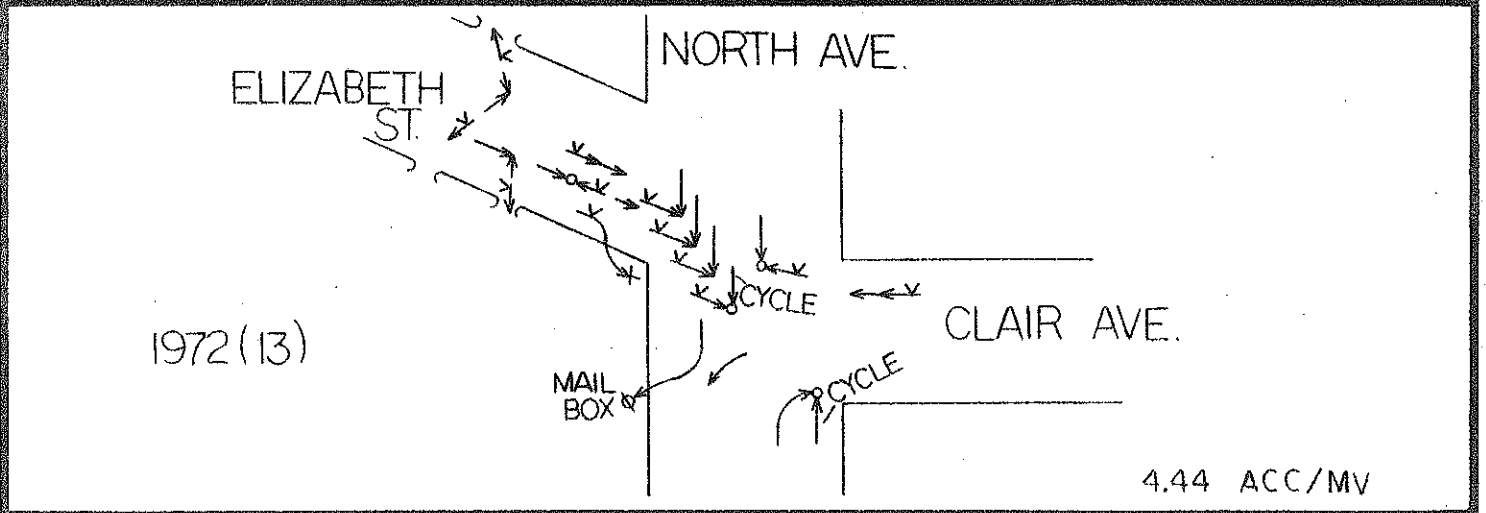 NORTH AVE.
ELIZABETH
ST.
CYCLE
CLAIR AVE.
1972(13)
MAIL
BOX
CYCLE
4.44 ACC/MV